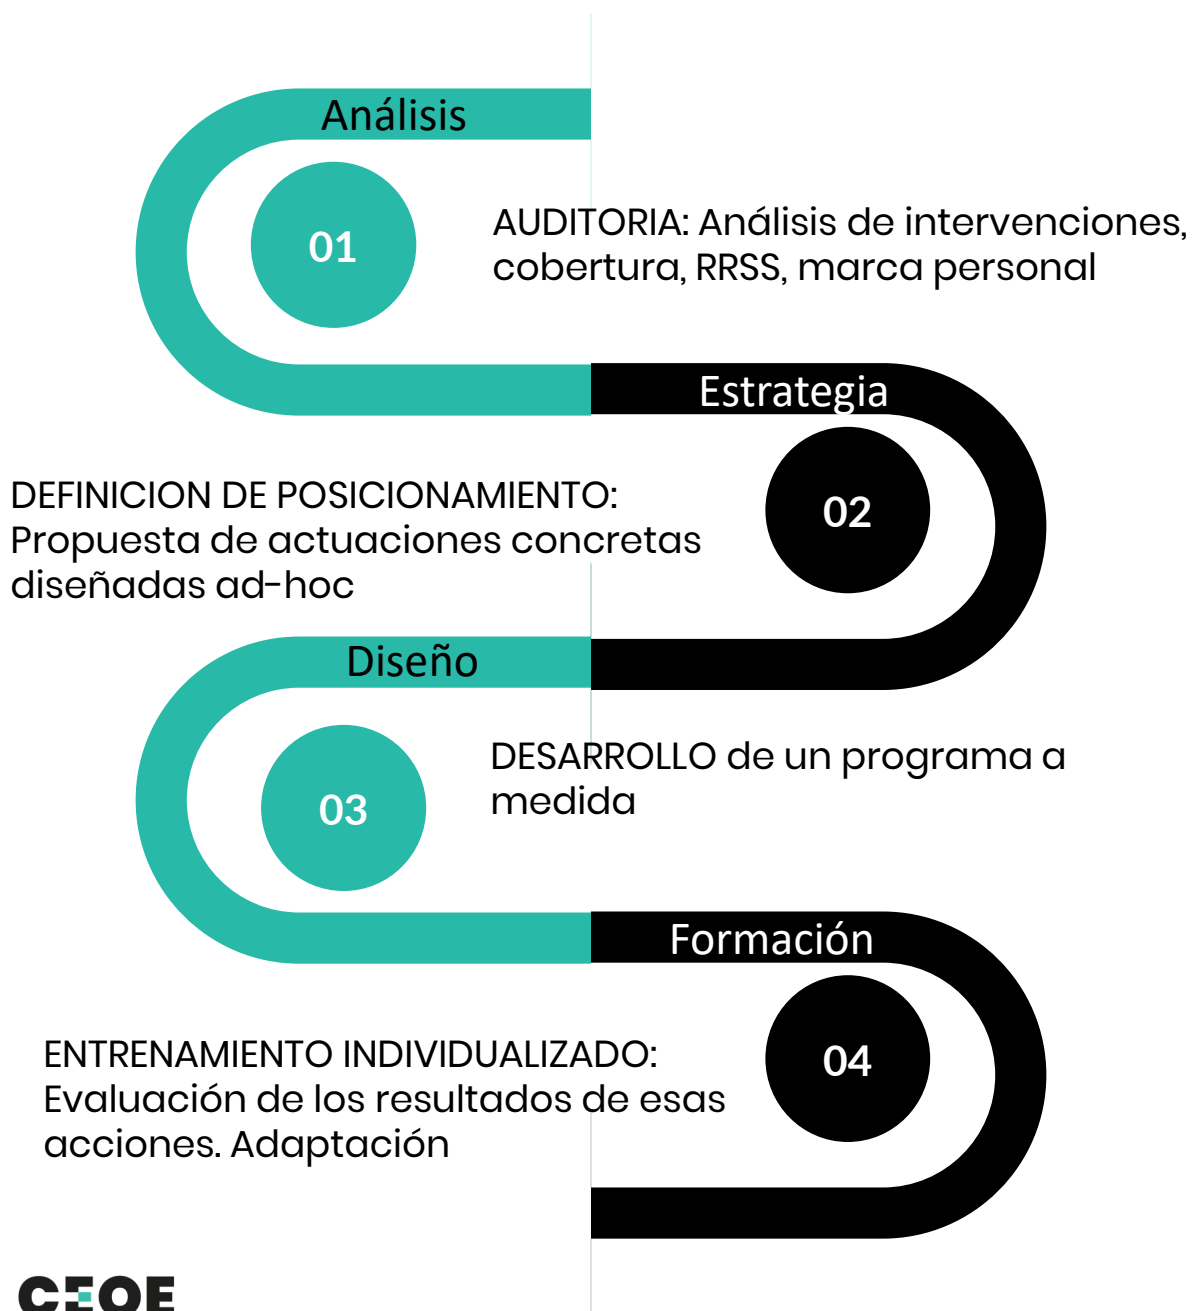 Análisis
01
AUDITORIA: Análisis de intervenciones,
cobertura, RRSS, marca personal
Estrategia
02
DEFINICION DE POSICIONAMIENTO:
Propuesta de actuaciones concretas
diseñadas ad-hoc
Diseño
03
DESARROLLO de un programa a
medida
Formación
04
ENTRENAMIENTO INDIVIDUALIZADO:
Evaluación de los resultados de esas
acciones. Adaptación
CEOE